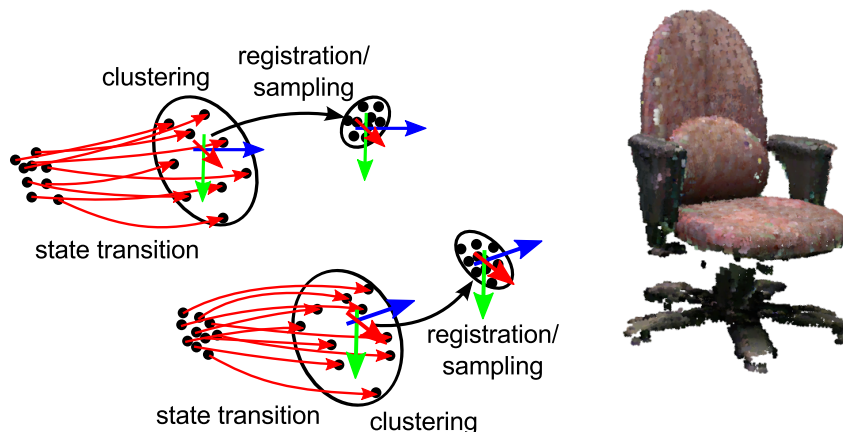 registration/
sampling
clustering
state transition
registration/
sampling
state transition
clustering